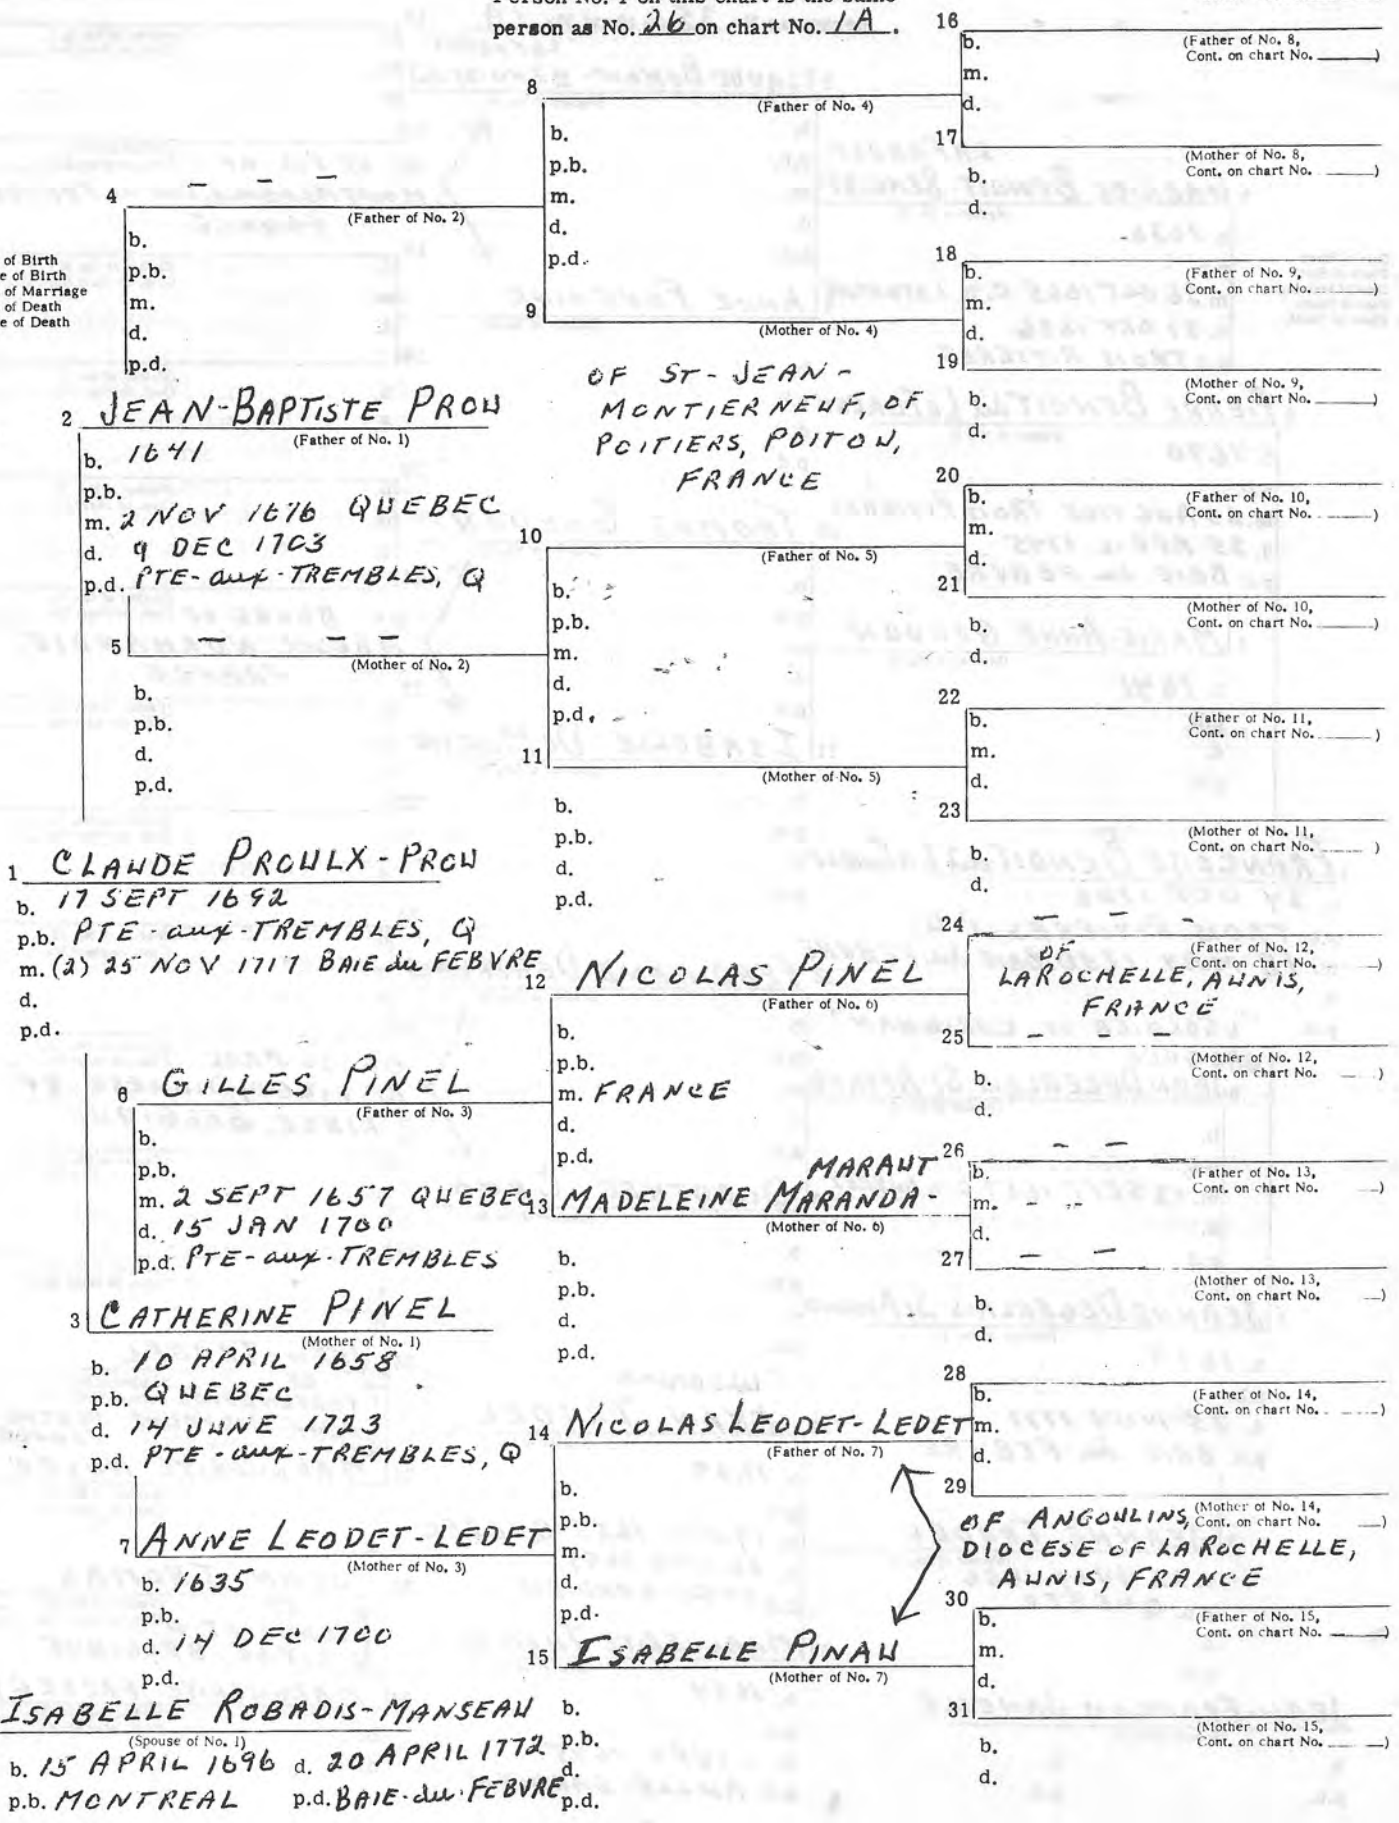 Person No. 1 on this chart is the same
person as No. 26 on chart No. 1A.
16
b.
(Father of No. 8,
Cont. on chart No. ____)
m.
d.
8
(Father of No. 4)
b.
p.b.
m.
d.
p.d.
17
(Mother of No. 8,
Cont. on chart No. ____)
b.
d.
4 - - -
(Father of No. 2)
b.
p.b.
m.
d.
p.d.
of Birth
e of Birth
of Marriage
of Death
e of Death
18
b.
(Father of No. 9,
Cont. on chart No. ____)
m.
d.
9
(Mother of No. 4)
19
(Mother of No. 9,
Cont. on chart No. ____)
b.
d.
OF ST-JEAN-
MONTIERNEUF, OF
POITIERS, POITOU,
FRANCE
2 JEAN-BAPTISTE PROU
(Father of No. 1)
b. 1641
p.b.
m. 2 NOV 1676 QUEBEC
d. 9 DEC 1703
p.d. PTE-aux-TREMBLES, Q
20
b.
(Father of No. 10,
Cont. on chart No. ____)
m.
d.
10
(Father of No. 5)
b.
p.b.
m.
d.
p.d.
21
(Mother of No. 10,
Cont. on chart No. ____)
b.
d.
5 - - -
(Mother of No. 2)
b.
p.b.
d.
p.d.
22
b.
(Father of No. 11,
Cont. on chart No. ____)
m.
d.
11
(Mother of No. 5)
b.
p.b.
d.
p.d.
23
(Mother of No. 11,
Cont. on chart No. ____)
b.
d.
1 CLAUDE PROULX-PROU
b. 17 SEPT 1692
p.b. PTE-aux-TREMBLES, Q
m. (2) 25 NOV 1717 BAIE du FEBVRE
d.
p.d.
24 - - -
(Father of No. 12,
Cont. on chart No. ____)
OF
LAROCHELLE, AUNIS,
FRANCE
12 NICOLAS PINEL
(Father of No. 6)
b.
p.b.
m. FRANCE
d.
p.d.
25 - - -
(Mother of No. 12,
Cont. on chart No. ____)
b.
d.
6 GILLES PINEL
(Father of No. 3)
b.
p.b.
m. 2 SEPT 1657 QUEBEC
d. 15 JAN 1700
p.d. PTE-aux-TREMBLES
26 - -
b.
(Father of No. 13,
Cont. on chart No. ____)
m. - -
d.
MARAUT
13 MADELEINE MARANDA-
(Mother of No. 6)
b.
p.b.
d.
p.d.
27 - -
(Mother of No. 13,
Cont. on chart No. ____)
b.
d.
3 CATHERINE PINEL
(Mother of No. 1)
b. 10 APRIL 1658
p.b. QUEBEC
d. 14 JUNE 1723
p.d. PTE-aux-TREMBLES, Q
28
b.
(Father of No. 14,
Cont. on chart No. ____)
m.
d.
14 NICOLAS LEODET-LEDET
(Father of No. 7)
b.
p.b.
m.
d.
p.d.
29
(Mother of No. 14,
Cont. on chart No. ____)
OF ANGOULINS,
DIOCESE OF LA ROCHELLE,
AUNIS, FRANCE
7 ANNE LEODET-LEDET
(Mother of No. 3)
b. 1635
p.b.
d. 14 DEC 1700
p.d.
30
b.
(Father of No. 15,
Cont. on chart No. ____)
m.
d.
15 ISABELLE PINAU
(Mother of No. 7)
b.
p.b.
d.
p.d.
31
(Mother of No. 15,
Cont. on chart No. ____)
b.
d.
ISABELLE ROBADIS-MANSEAU
(Spouse of No. 1)
b. 15 APRIL 1696 d. 20 APRIL 1772
p.b. MONTREAL p.d. BAIE-du-FEBVRE